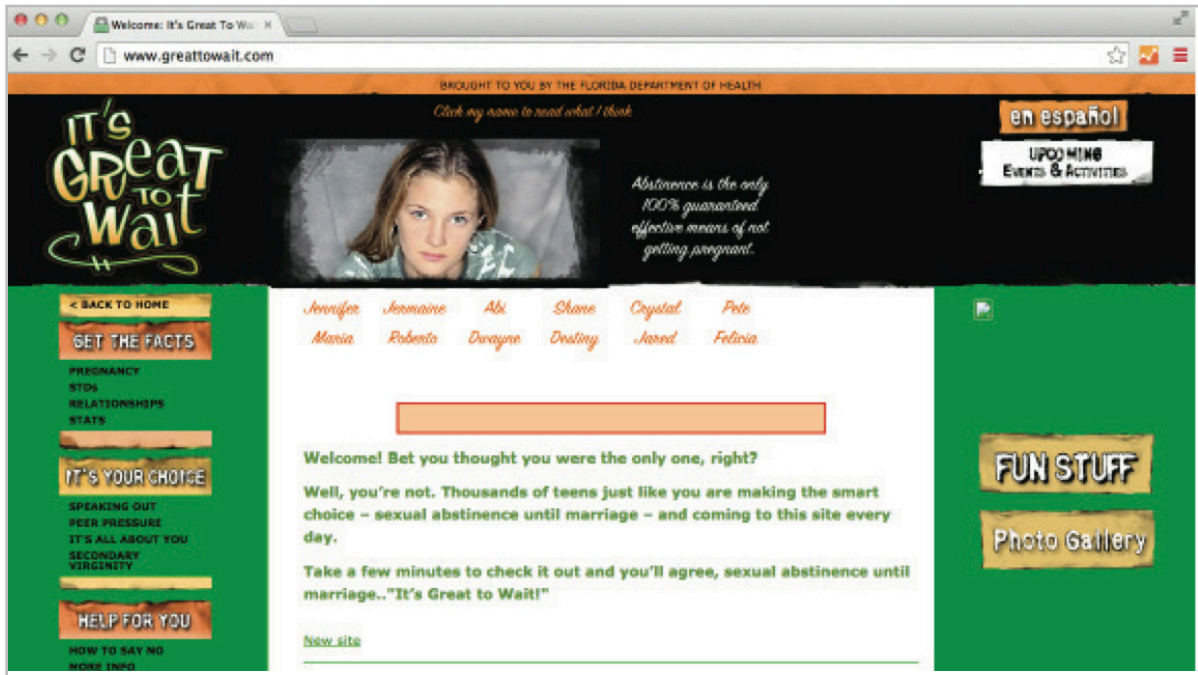 Welcome: It's Great To Wai
www.greattowait.com
BROUGHT TO YOU BY THE FLORIDA DEPARTMENT OF HEALTH
IT'S
GREAT
TO
WAIT
Click my name to read what I think
Abstinence is the only
100% guaranteed
effective means of not
getting pregnant.
en español
UPCOMING
EVENTS & ACTIVITIES
< BACK TO HOME
GET THE FACTS
PREGNANCY
STDs
RELATIONSHIPS
STATS
IT'S YOUR CHOICE
SPEAKING OUT
PEER PRESSURE
IT'S ALL ABOUT YOU
SECONDARY
VIRGINITY
HELP FOR YOU
HOW TO SAY NO
MORE INFO
Jennifer Jermaine Abi Shane Crystal Pete
Maria Roberto Dwayne Destiny Jared Felicia
Welcome! Bet you thought you were the only one, right?
Well, you're not. Thousands of teens just like you are making the smart
choice – sexual abstinence until marriage – and coming to this site every
day.
Take a few minutes to check it out and you'll agree, sexual abstinence until
marriage.."It's Great to Wait!"
New site
FUN STUFF
Photo Gallery